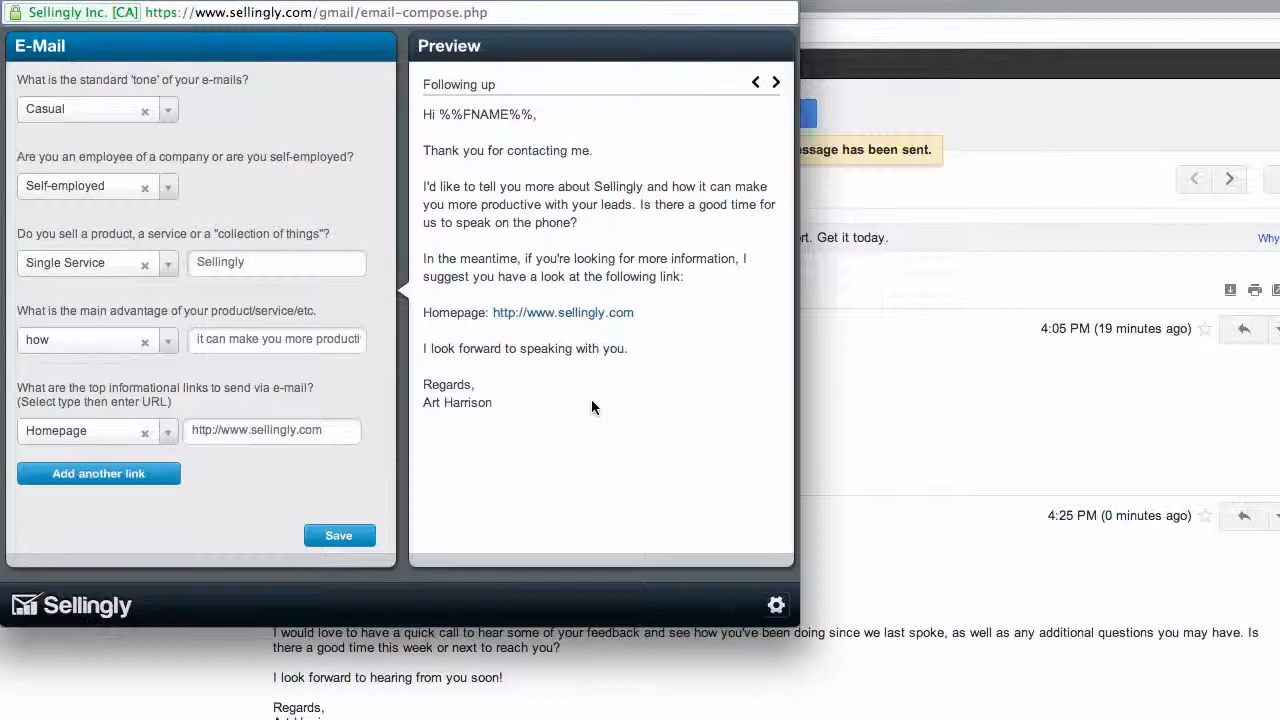 Sellingly Inc. [CA] https://www.sellingly.com/gmail/email-compose.php
E-Mail
What is the standard 'tone' of your e-mails?
Casual
Are you an employee of a company or are you self-employed?
Self-employed
Do you sell a product, a service or a "collection of things"?
Single Service
Sellingly
What is the main advantage of your product/service/etc.
how
it can make you more producti
What are the top informational links to send via e-mail?
(Select type then enter URL)
Homepage
http://www.sellingly.com
Add another link
Save
Preview
Following up
Hi %%FNAME%%,
Thank you for contacting me.
I'd like to tell you more about Sellingly and how it can make
you more productive with your leads. Is there a good time for
us to speak on the phone?
In the meantime, if you're looking for more information, I
suggest you have a look at the following link:
Homepage: http://www.sellingly.com
I look forward to speaking with you.
Regards,
Art Harrison
Sellingly
ssage has been sent.
rt. Get it today.
Why
4:05 PM (19 minutes ago)
4:25 PM (0 minutes ago)
I would love to have a quick call to hear some of your feedback and see how you've been doing since we last spoke, as well as any additional questions you may have. Is
there a good time this week or next to reach you?
I look forward to hearing from you soon!
Regards,